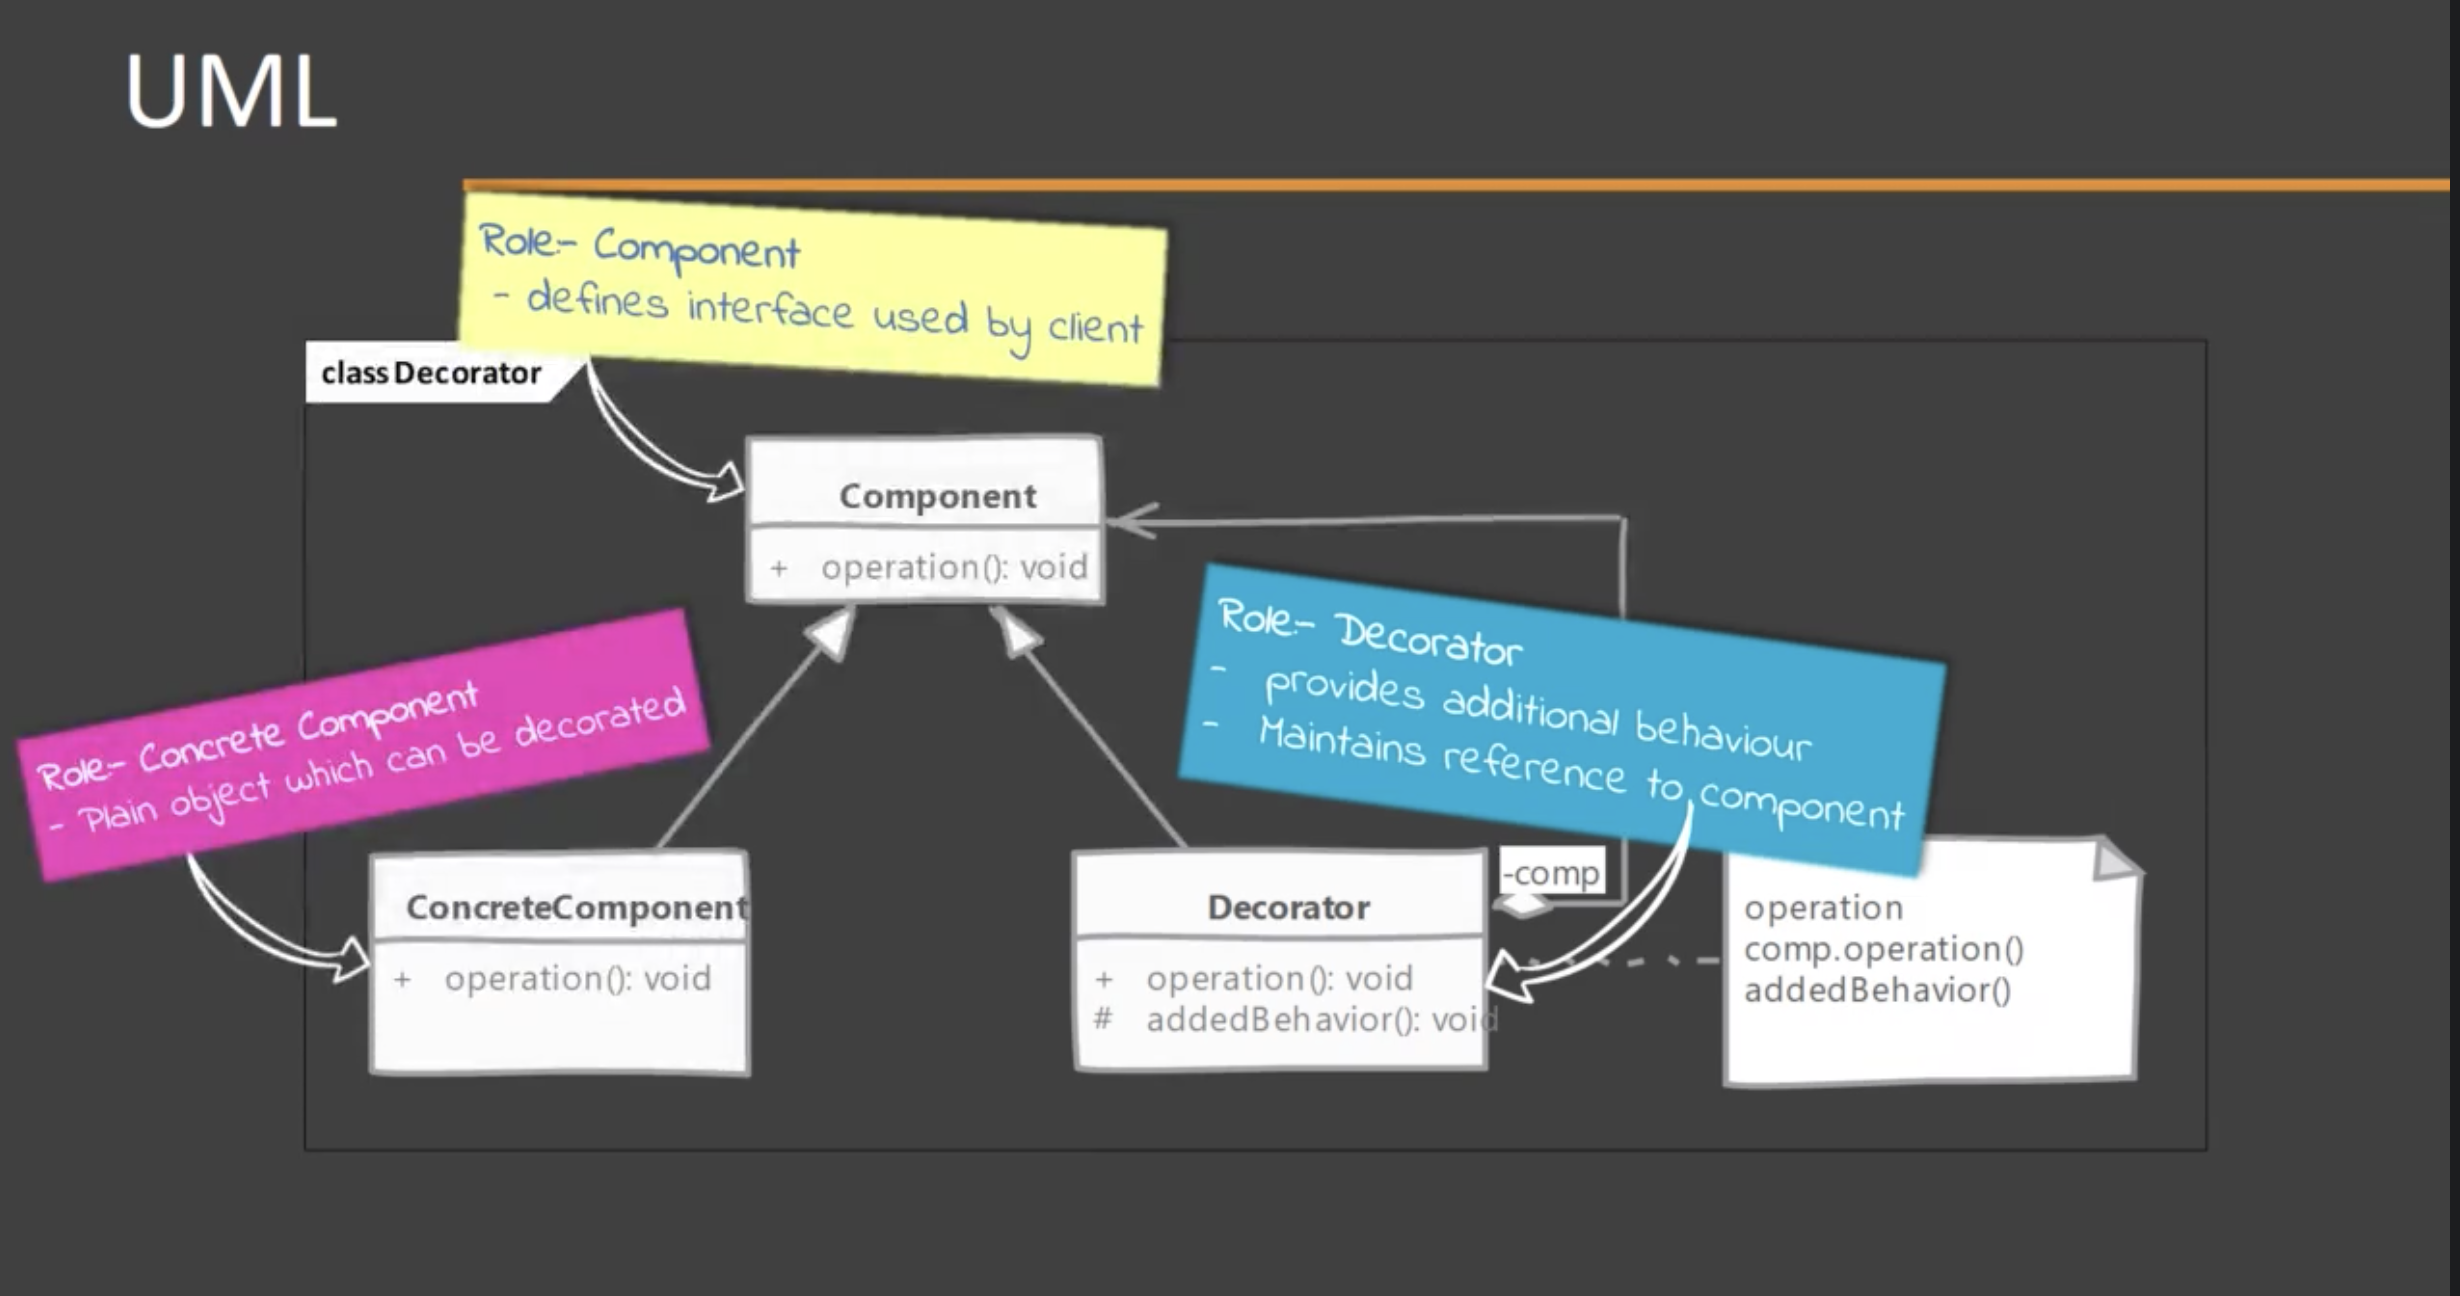 UML
Role:- Component
- defines interface used by client
class Decorator
Component
+ operation(): void
Role:- Concrete Component
- Plain object which can be decorated
Role:- Decorator
- provides additional behaviour
- Maintains reference to component
ConcreteComponent
+ operation(): void
Decorator
+ operation(): void
# addedBehavior(): void
-comp
operation
comp.operation()
addedBehavior()